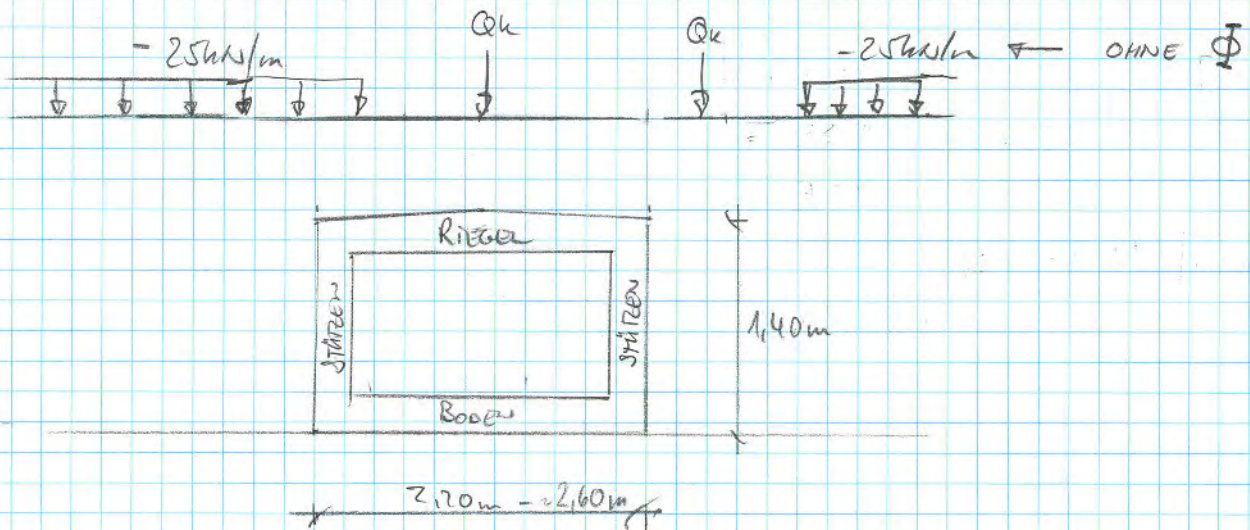 Qk
Qk
- 25kN/m
-25kN/m ← OHNE Φ
RIEGEL
STÜTZEN
STÜTZEN
1,40m
BODEN
2,20m - 2,60m